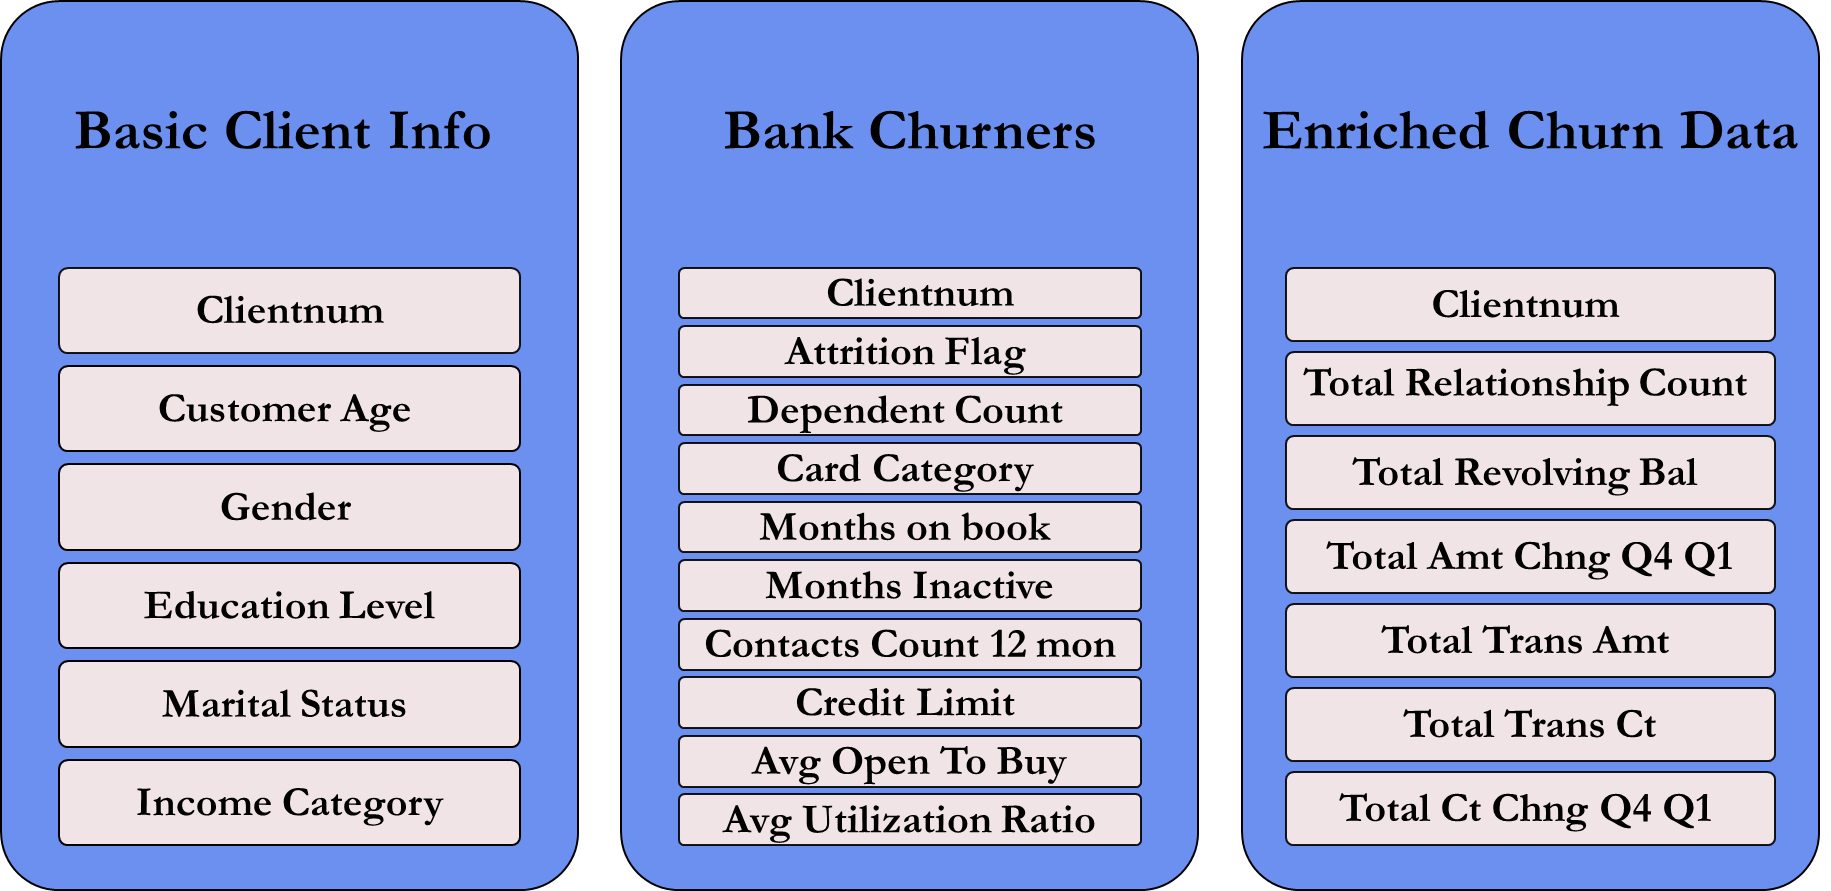 Basic Client Info
Clientnum
Customer Age
Gender
Education Level
Marital Status
Income Category
Bank Churners
Clientnum
Attrition Flag
Dependent Count
Card Category
Months on book
Months Inactive
Contacts Count 12 mon
Credit Limit
Avg Open To Buy
Avg Utilization Ratio
Enriched Churn Data
Clientnum
Total Relationship Count
Total Revolving Bal
Total Amt Chng Q4 Q1
Total Trans Amt
Total Trans Ct
Total Ct Chng Q4 Q1